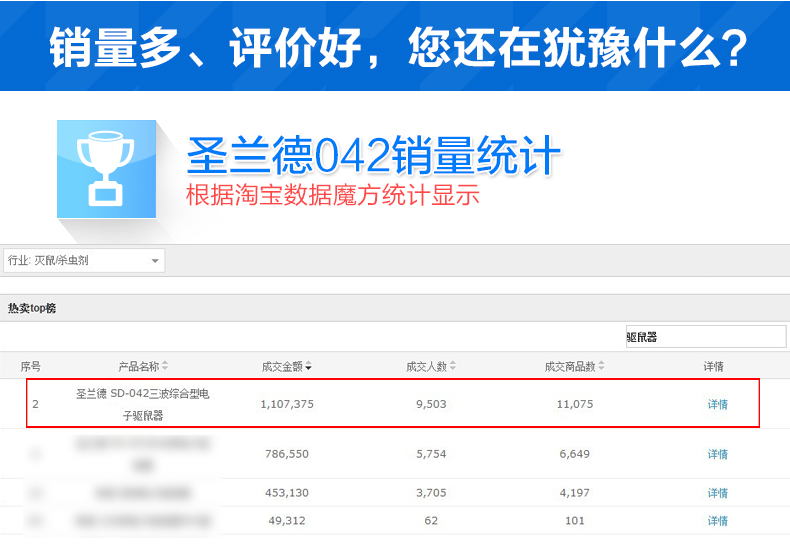 销量多、评价好，您还在犹豫什么？
圣兰德042销量统计
根据淘宝数据魔方统计显示
行业: 灭鼠/杀虫剂
热卖top榜
驱鼠器
序号 产品名称 成交金额 成交人数 成交商品数 详情
2 圣兰德 SD-042三波综合型电子驱鼠器 1,107,375 9,503 11,075 详情
786,550 5,754 6,649 详情
453,130 3,705 4,197 详情
49,312 62 101 详情